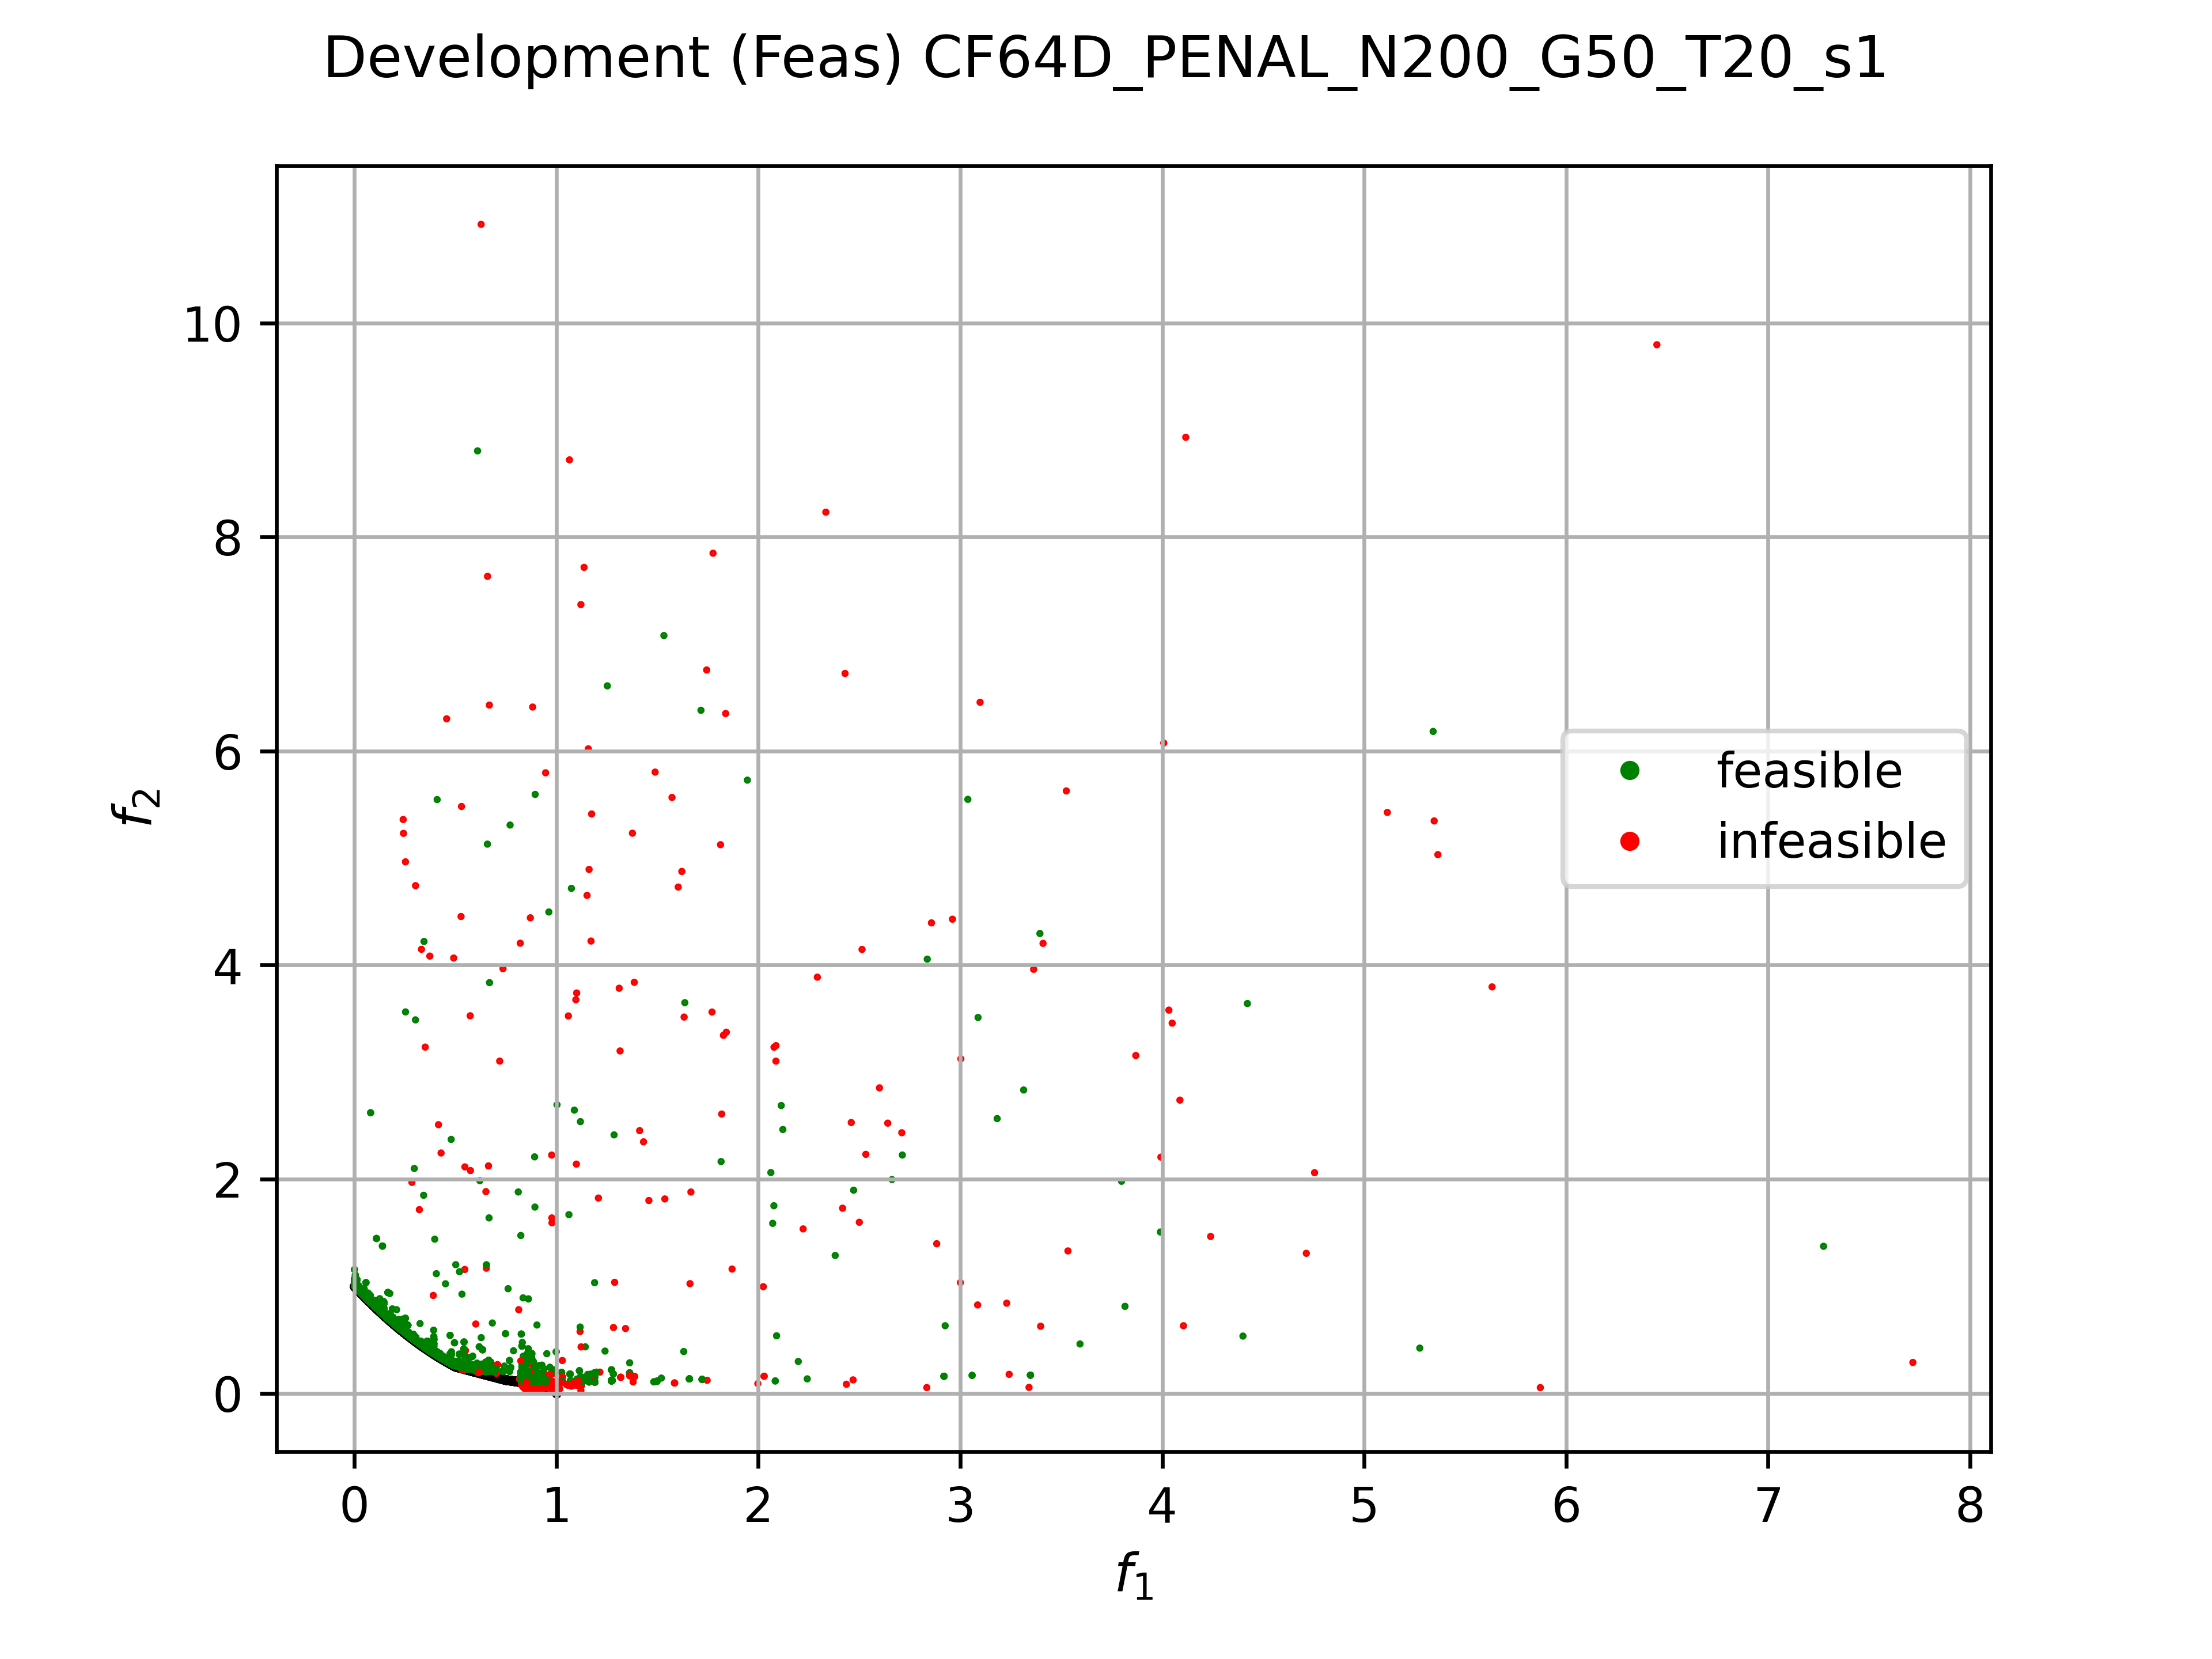 Development (Feas) CF64D_PENAL_N200_G50_T20_s1
f2
10
8
6
4
2
0
feasible
infeasible
0 1 2 3 4 5 6 7 8
f1